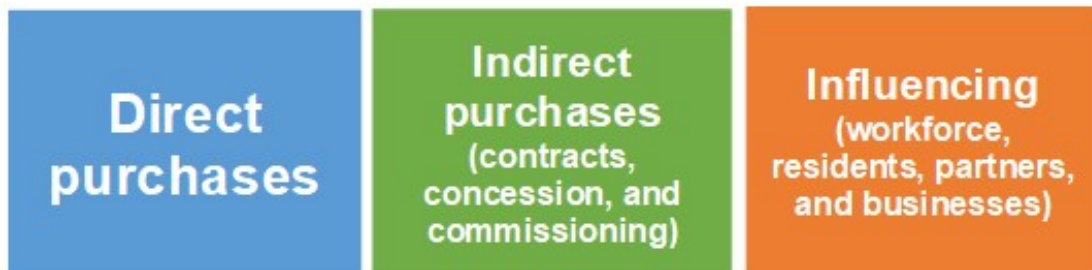 Direct
purchases
Indirect
purchases
(contracts,
concession, and
commissioning)
Influencing
(workforce,
residents, partners,
and businesses)